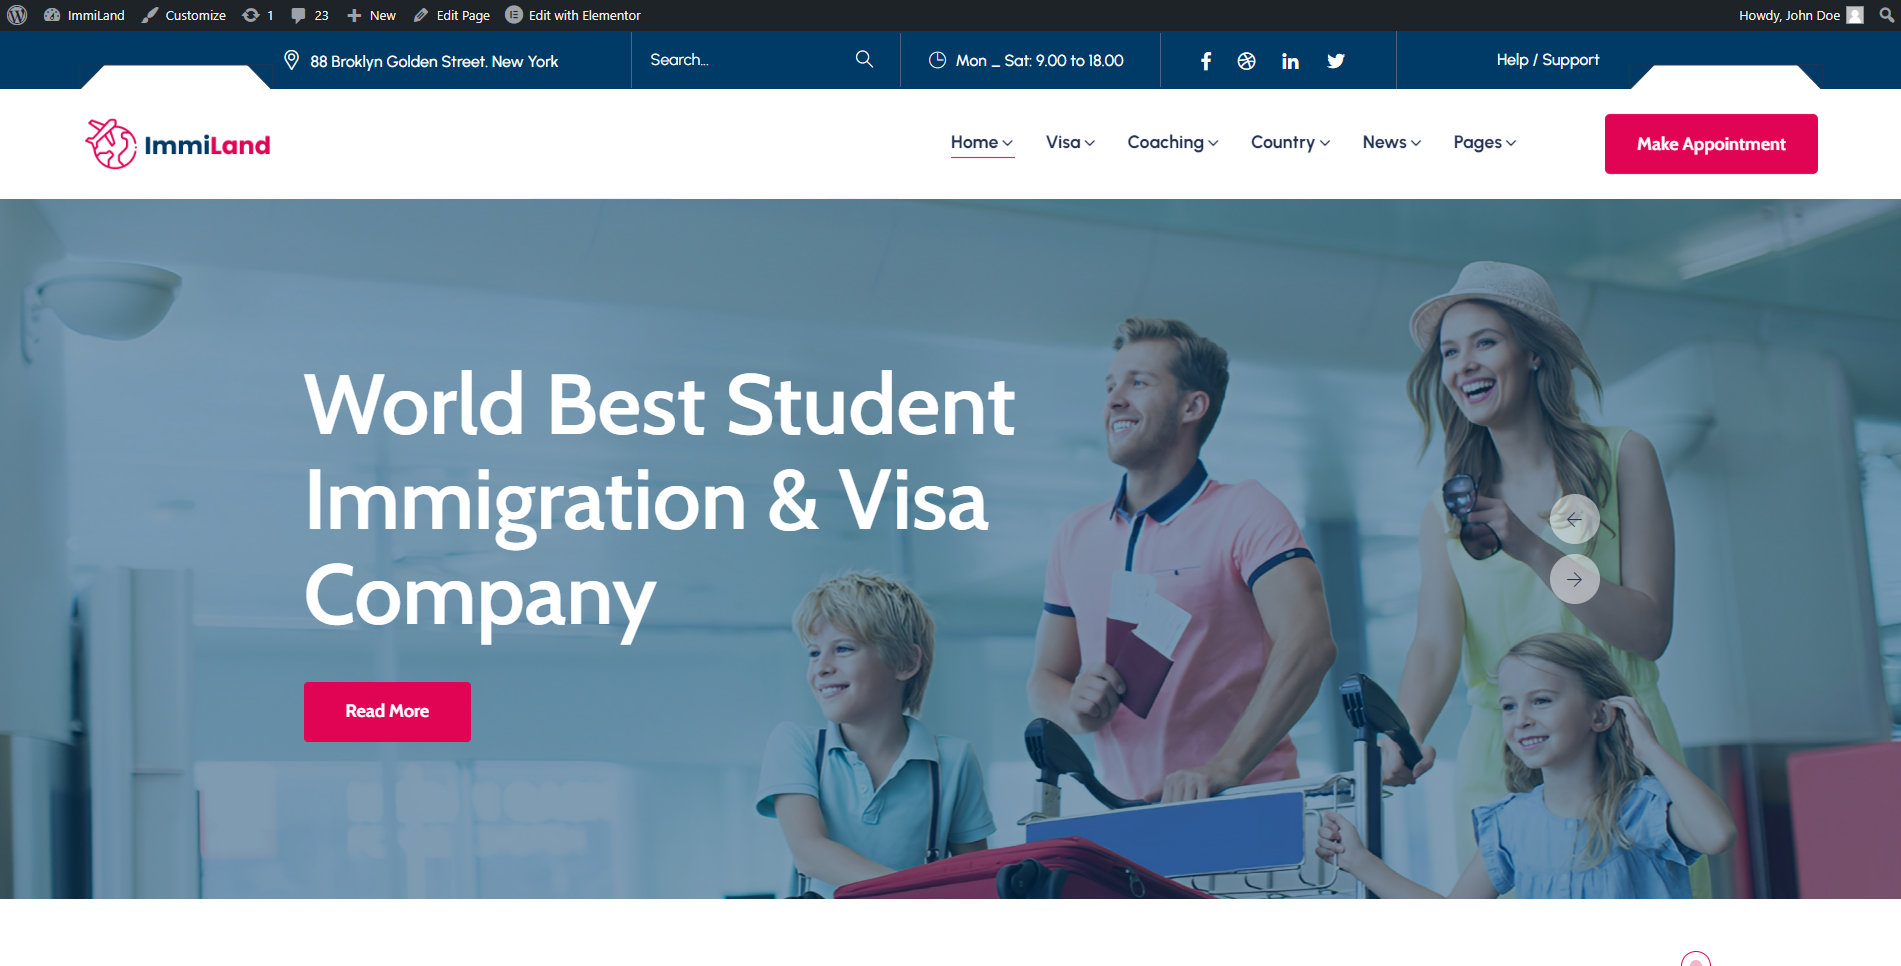 ImmiLand
Customize
1
23
New
Edit Page
Edit with Elementor
Howdy, John Doe
88 Broklyn Golden Street. New York
Search...
Mon _ Sat: 9.00 to 18.00
Help / Support
ImmiLand
Home
Visa
Coaching
Country
News
Pages
Make Appointment
World Best Student
Immigration & Visa
Company
Read More